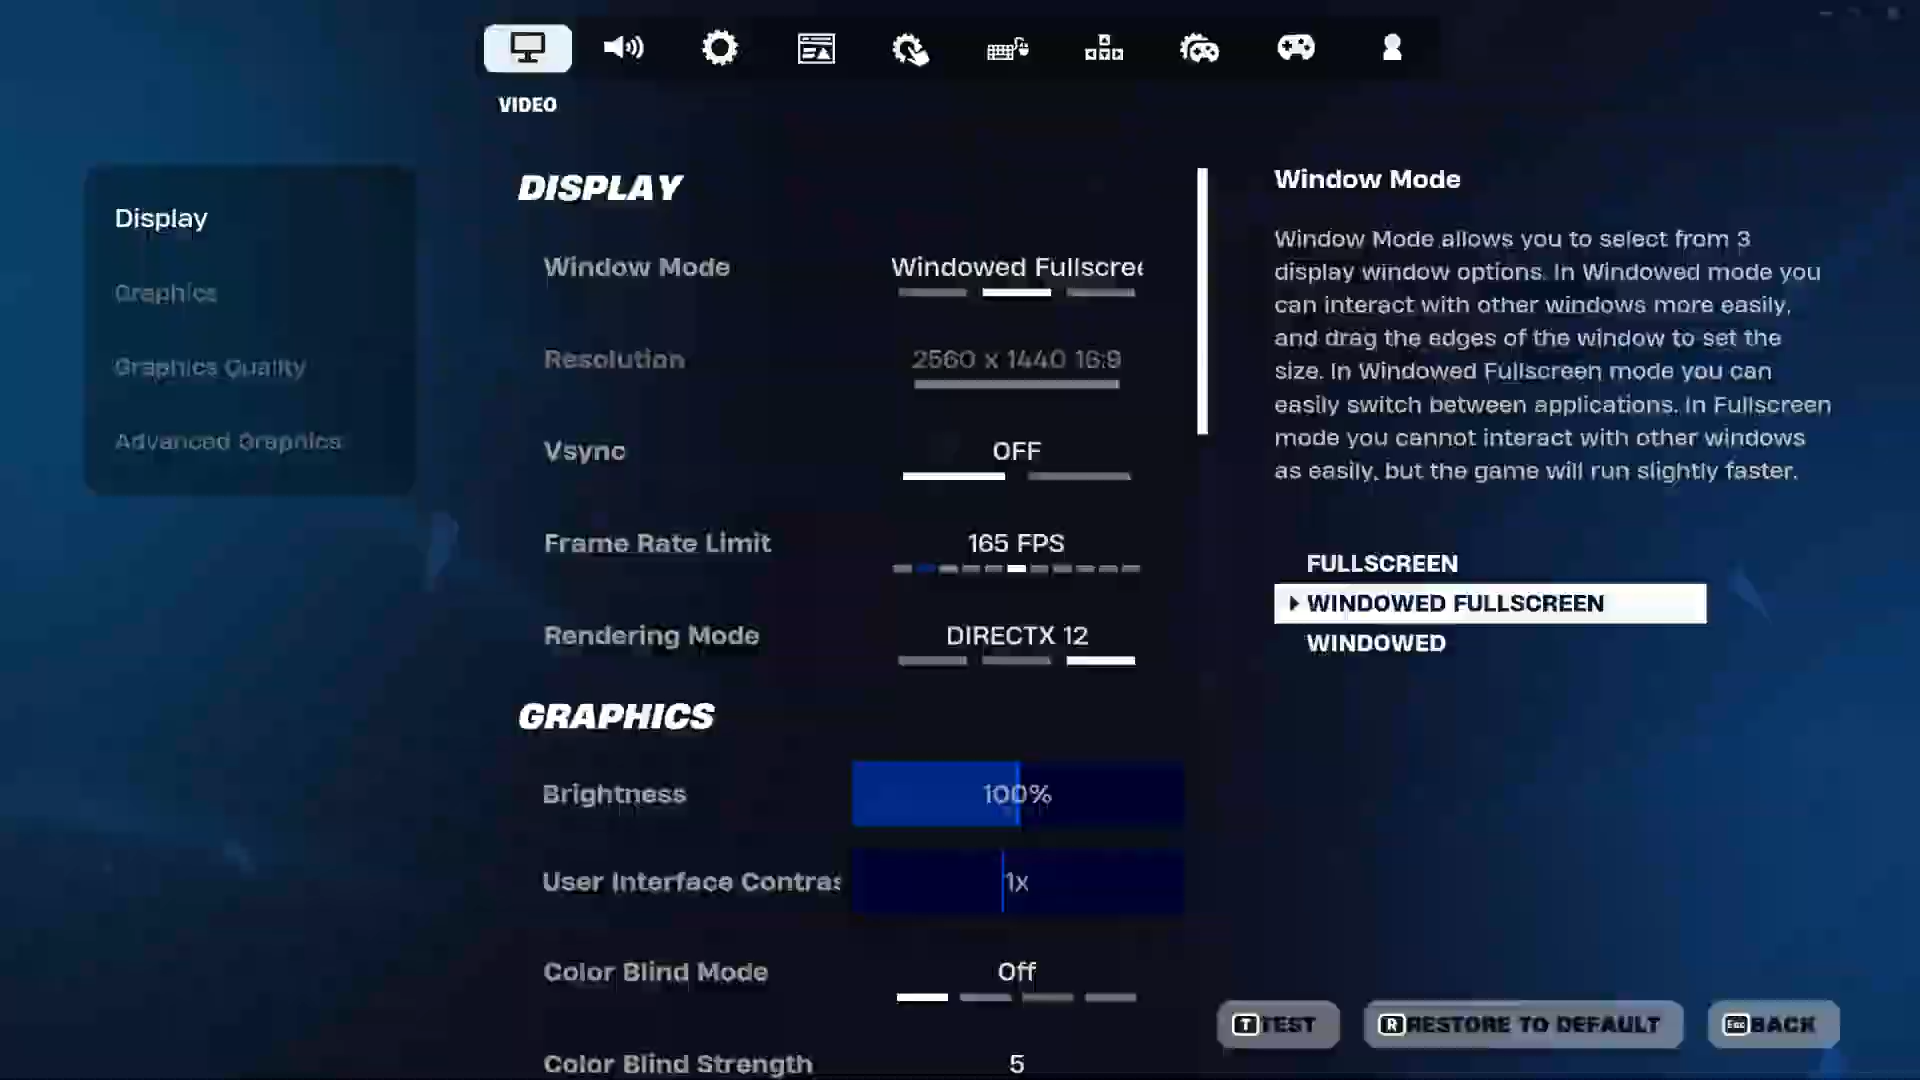 VIDEO
Display
Graphics
Graphics Quality
Advanced Graphics
DISPLAY
Window Mode Windowed Fullscree
Resolution 2560 x 1440 16:9
Vsync OFF
Frame Rate Limit 165 FPS
Rendering Mode DIRECTX 12
GRAPHICS
Brightness 100%
User Interface Contras 1x
Color Blind Mode Off
Color Blind Strength 5
Window Mode
Window Mode allows you to select from 3
display window options. In Windowed mode you
can interact with other windows more easily,
and drag the edges of the window to set the
size. In Windowed Fullscreen mode you can
easily switch between applications. In Fullscreen
mode you cannot interact with other windows
as easily, but the game will run slightly faster.
FULLSCREEN
WINDOWED FULLSCREEN
WINDOWED
T TEST
R RESTORE TO DEFAULT
Esc BACK